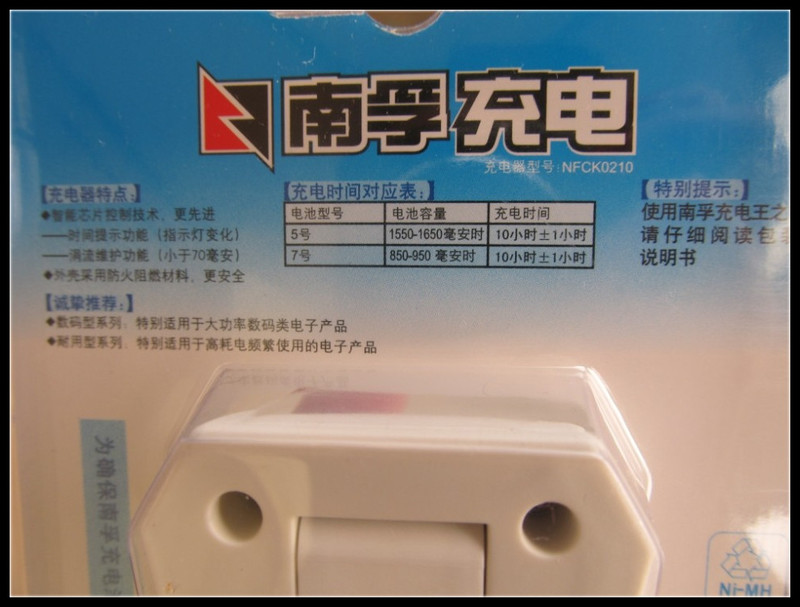 南孚充电
充电器型号:NFCK0210
【充电器特点:】
◆智能芯片控制技术，更先进
——时间提示功能（指示灯变化）
——涓流维护功能（小于70毫安）
◆外壳采用防火阻燃材料，更安全
【诚挚推荐:】
◆数码型系列，特别适用于大功率数码类电子产品
◆耐用型系列，特别适用于高耗电频繁使用的电子产品
【充电时间对应表:】
电池型号 电池容量 充电时间
5号 1550-1650毫安时 10小时±1小时
7号 850-950 毫安时 10小时±1小时
【特别提示:】
使用南孚充电王之
请仔细阅读包
说明书
为确保南孚充电
Ni-MH